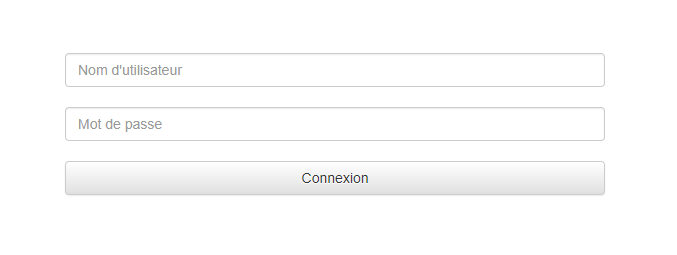 Nom d'utilisateur
Mot de passe
Connexion